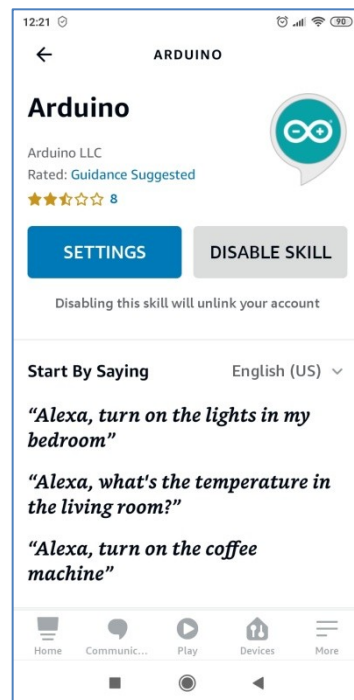 12:21
90
ARDUINO
Arduino
Arduino LLC
Rated: Guidance Suggested
8
SETTINGS
DISABLE SKILL
Disabling this skill will unlink your account
Start By Saying
English (US)
“Alexa, turn on the lights in my
bedroom”
“Alexa, what's the temperature in
the living room?”
“Alexa, turn on the coffee
machine”
Home
Communic...
Play
Devices
More